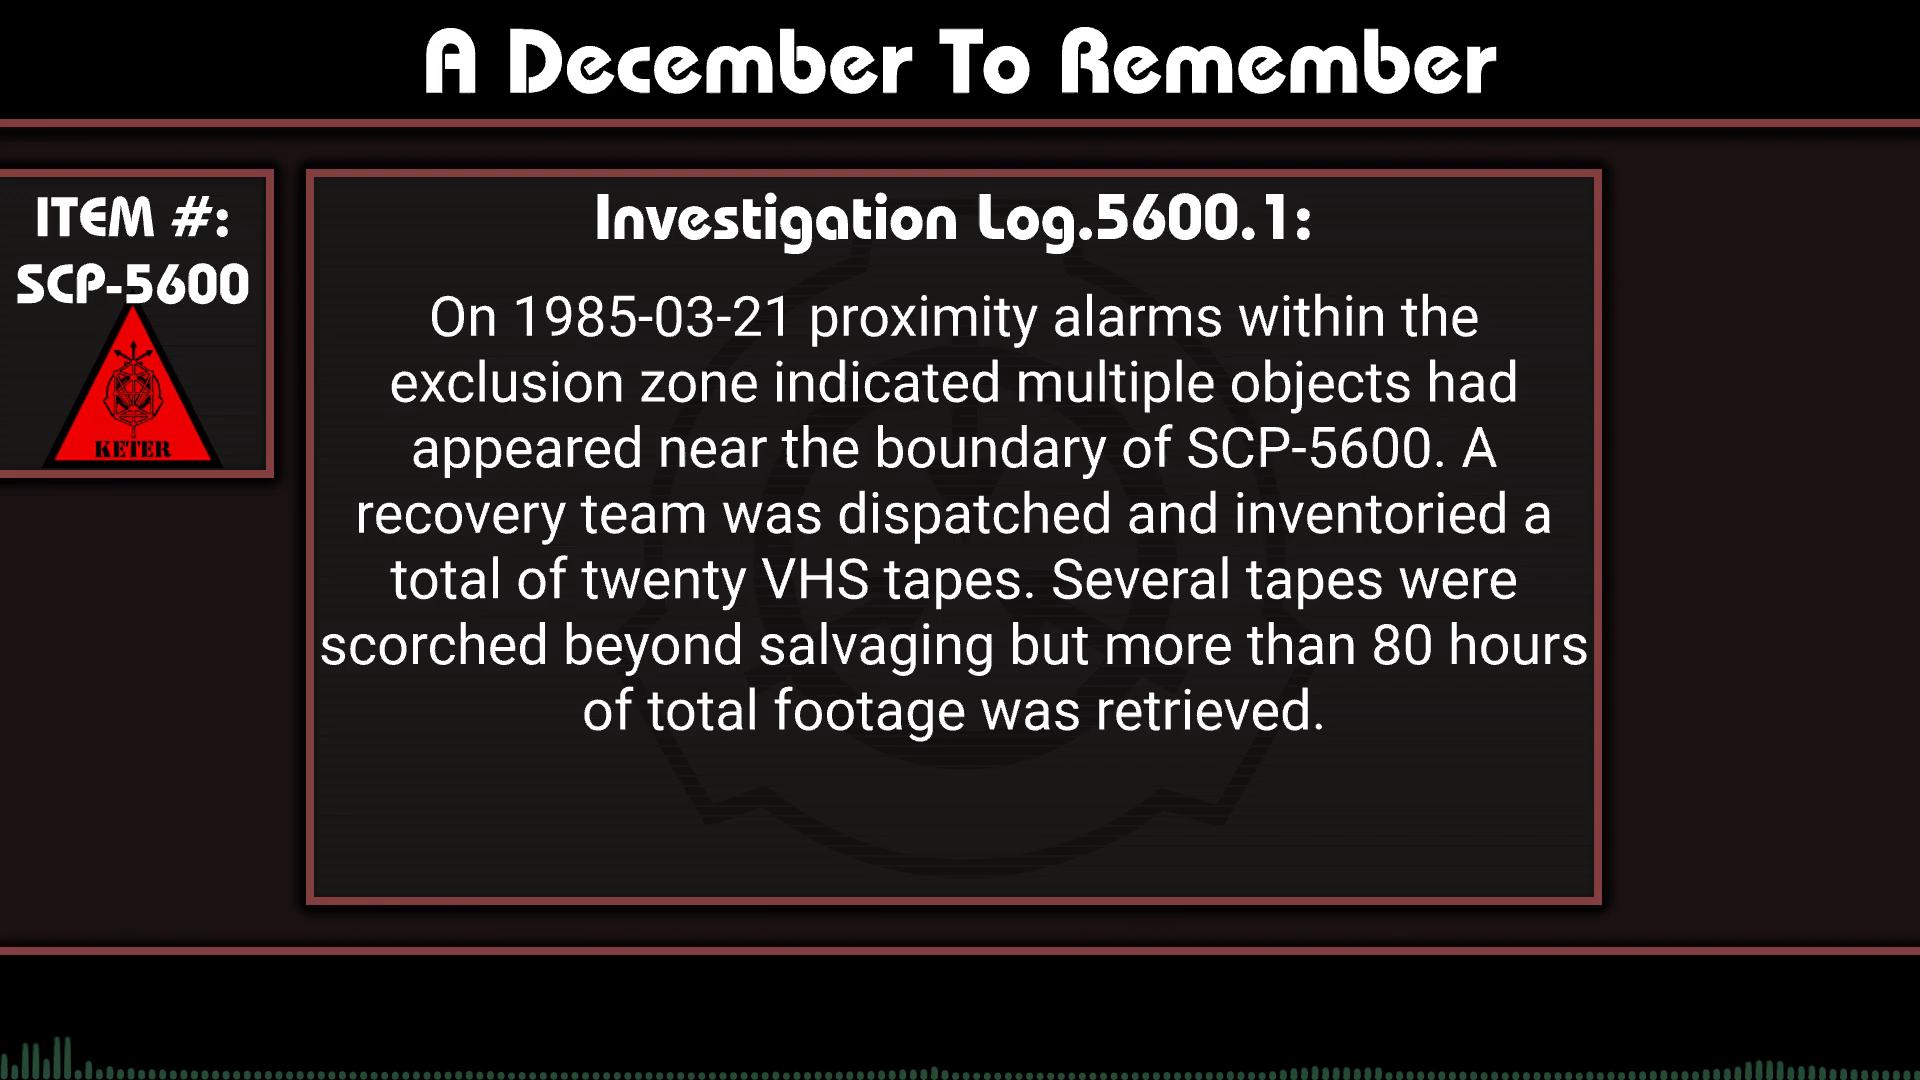 A December To Remember
ITEM #:
SCP-5600
KETER
Investigation Log.5600.1:
On 1985-03-21 proximity alarms within the
exclusion zone indicated multiple objects had
appeared near the boundary of SCP-5600. A
recovery team was dispatched and inventoried a
total of twenty VHS tapes. Several tapes were
scorched beyond salvaging but more than 80 hours
of total footage was retrieved.